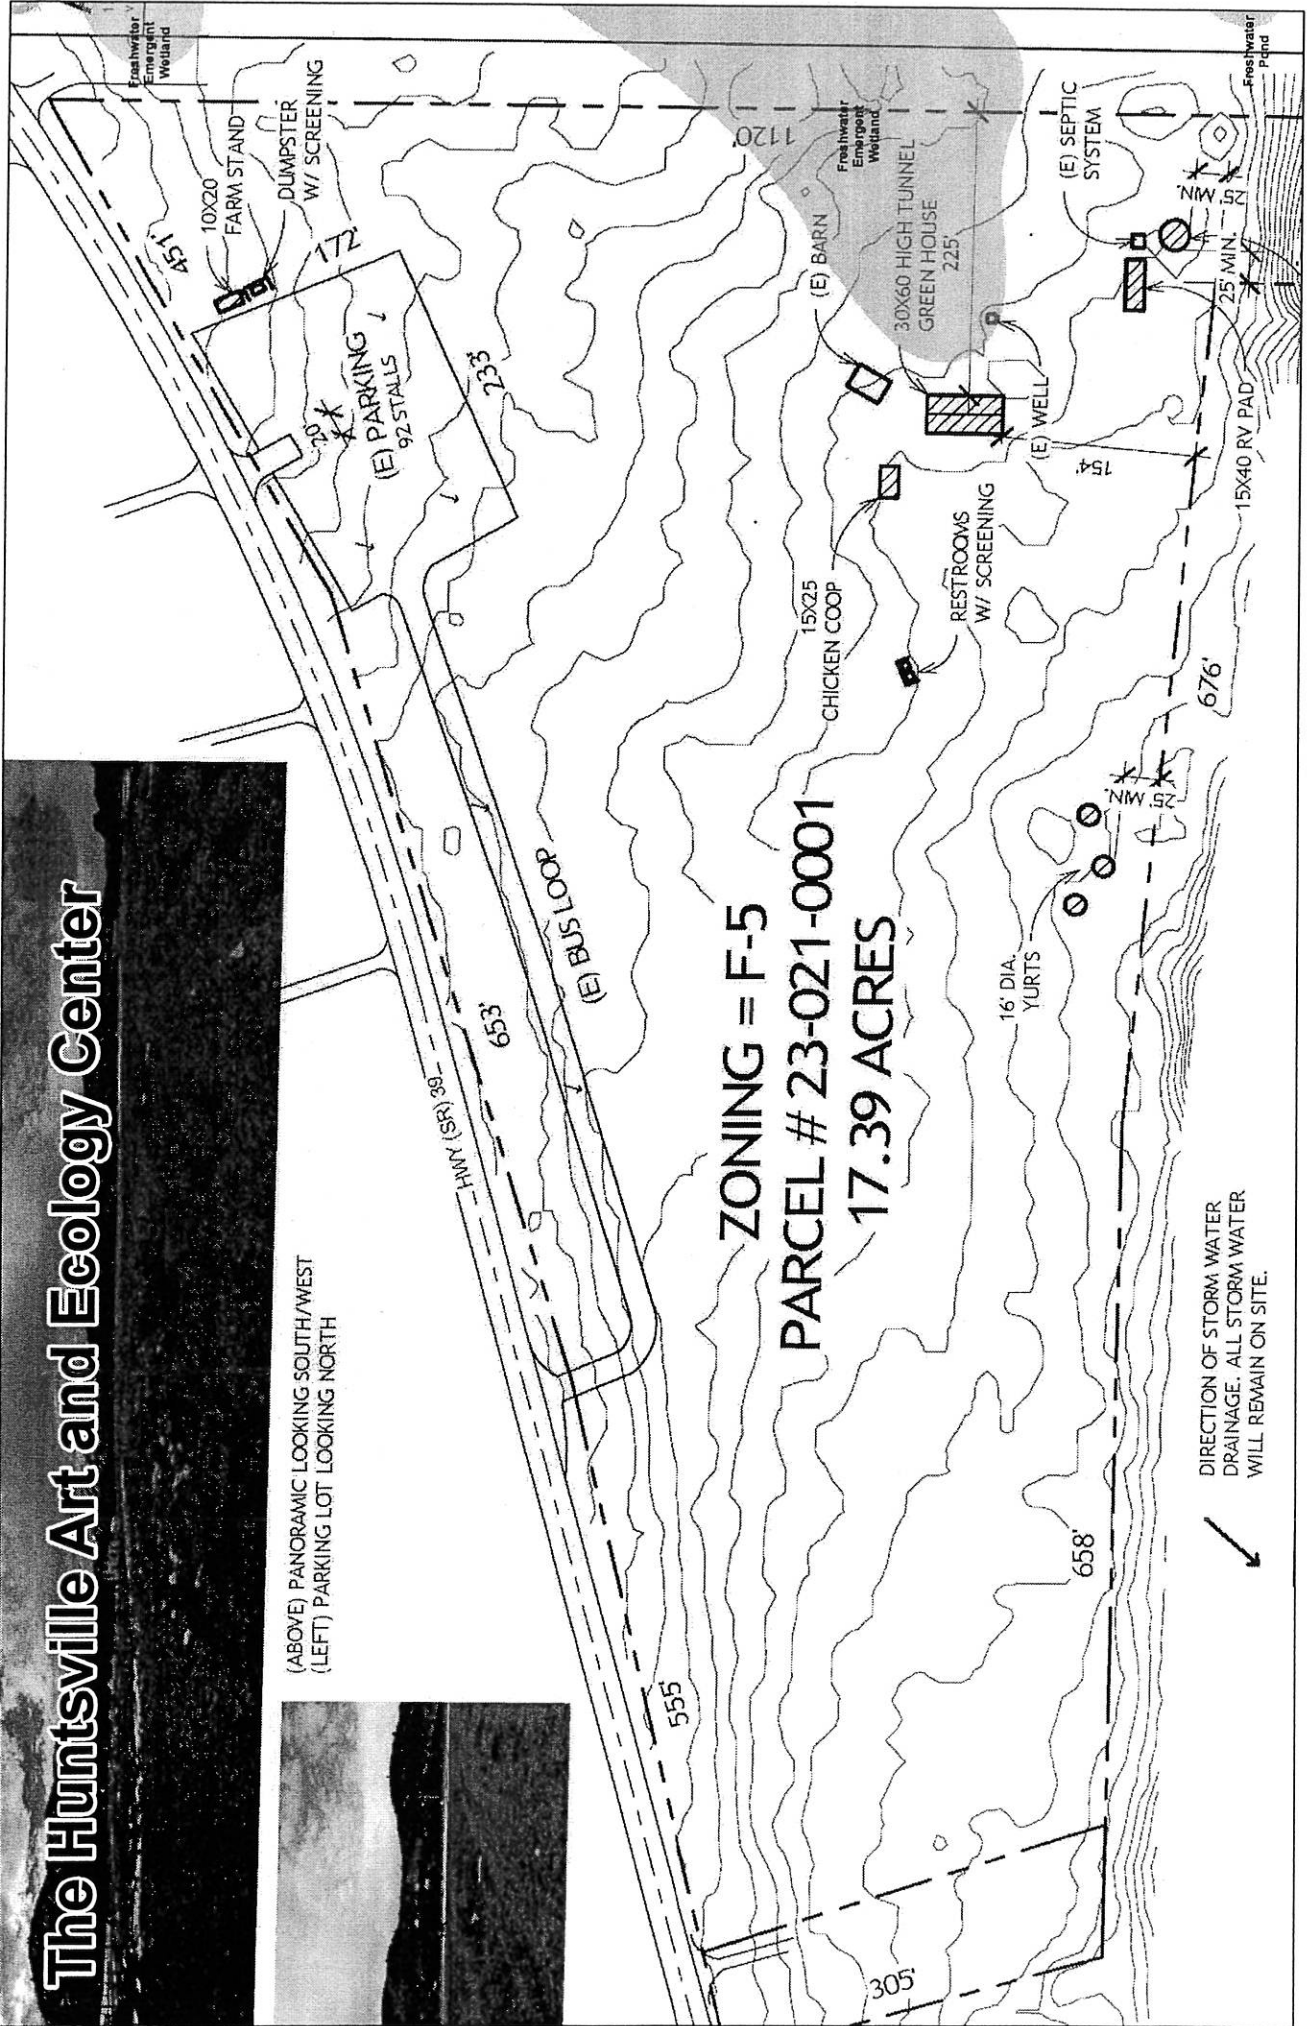 The Huntsville Art and Ecology Center
(ABOVE) PANORAMIC LOOKING SOUTH/WEST
(LEFT) PARKING LOT LOOKING NORTH
HWY (SR) 39
555'
653'
451'
(E) BUS LOOP
20'
(E) PARKING
92 STALLS
233'
172'
10X20
FARM STAND
DUMPSTER
W/ SCREENING
Freshwater
Emergent
Wetland
1120'
Freshwater
Emergent
Wetland
ZONING = F-5
PARCEL # 23-021-0001
17.39 ACRES
15X25
CHICKEN COOP
(E) BARN
30X60 HIGH TUNNEL
GREEN HOUSE
225'
RESTROOMS
W/ SCREENING
(E) WELL
154'
(E) SEPTIC
SYSTEM
25' MIN.
25' MIN.
Freshwater
Pond
15X40 RV PAD
16' DIA.
YURTS
25' MIN.
676'
658'
305'
DIRECTION OF STORM WATER
DRAINAGE. ALL STORM WATER
WILL REMAIN ON SITE.